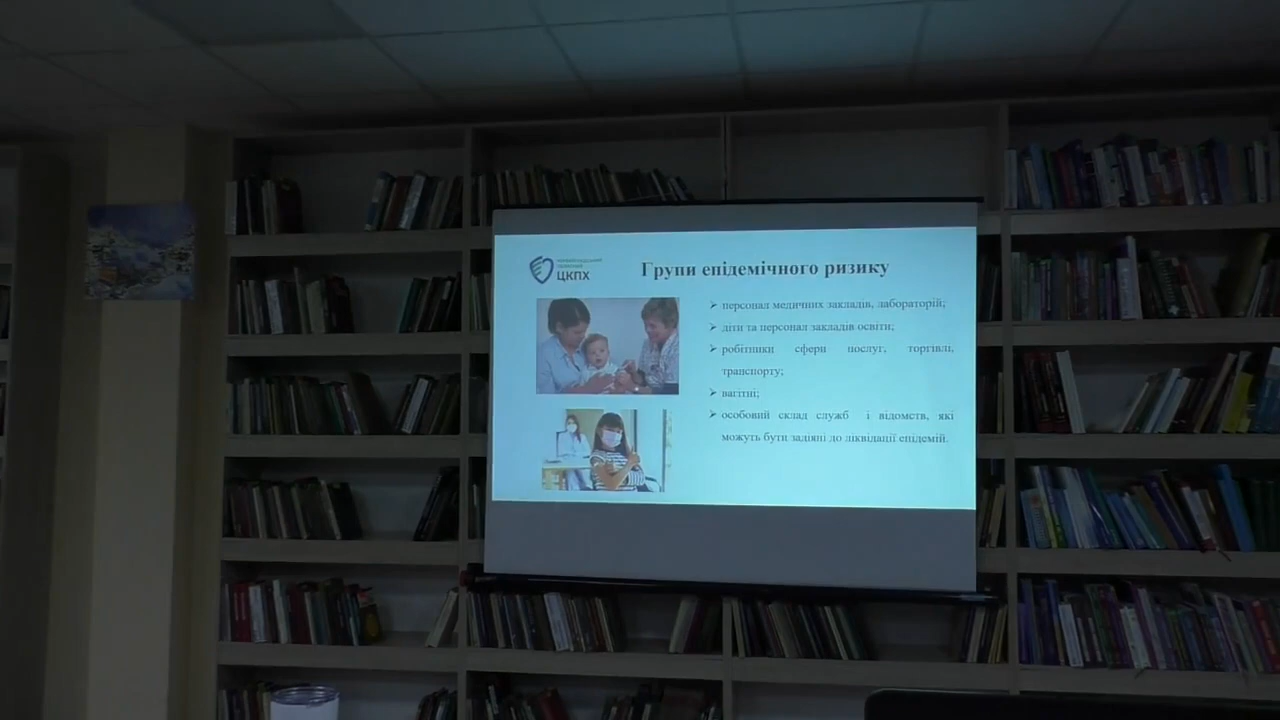 ОБЛАСНИЙ
ЦКПХ
Групи епідемічного ризику
персонал медичних закладів, лабораторій;
діти та персонал закладів освіти;
робітники сфери послуг, торгівлі,
транспорту;
вагітні;
особовий склад служб і відомств, які
можуть бути задіяні до ліквідації епідемій.